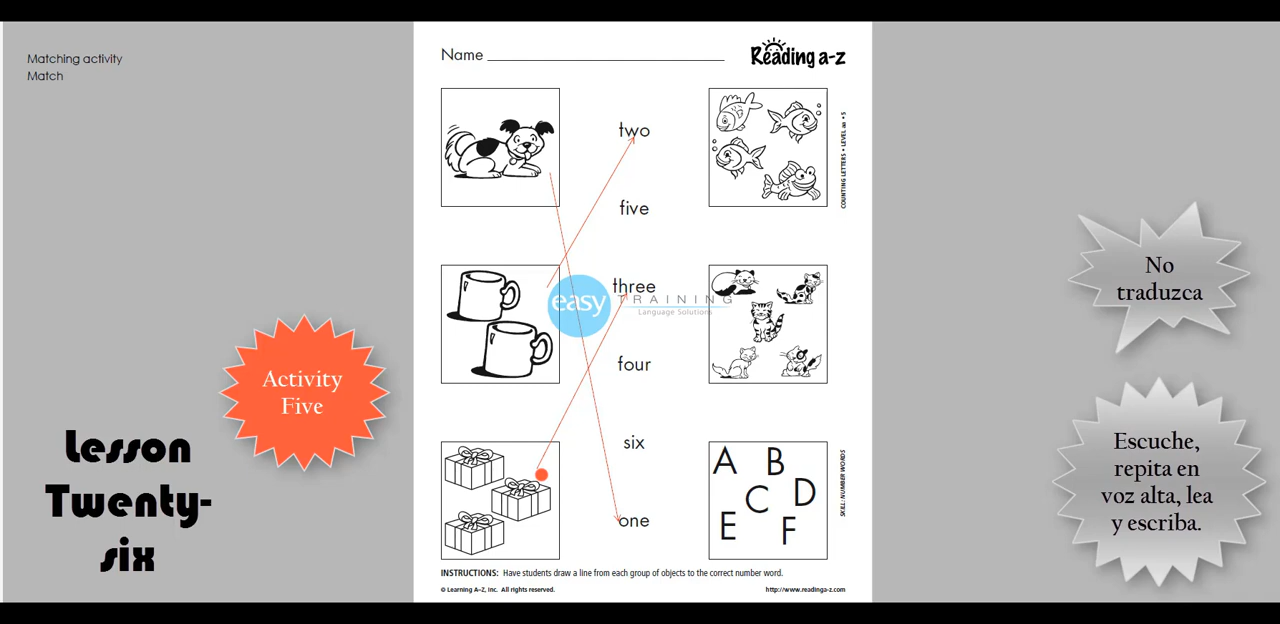 Matching activity
Match
Activity
Five
Lesson
Twenty-
six
Name
Reading a-z
two
five
three
four
six
one
easy
TRAINING
Language Solutions
A B
C D
E F
COUNTING LETTERS • LEVEL aa • 5
SKILL: NUMBER WORDS
INSTRUCTIONS: Have students draw a line from each group of objects to the correct number word.
© Learning A–Z, Inc. All rights reserved.
http://www.readinga-z.com
No
traduzca
Escuche,
repita en
voz alta, lea
y escriba.